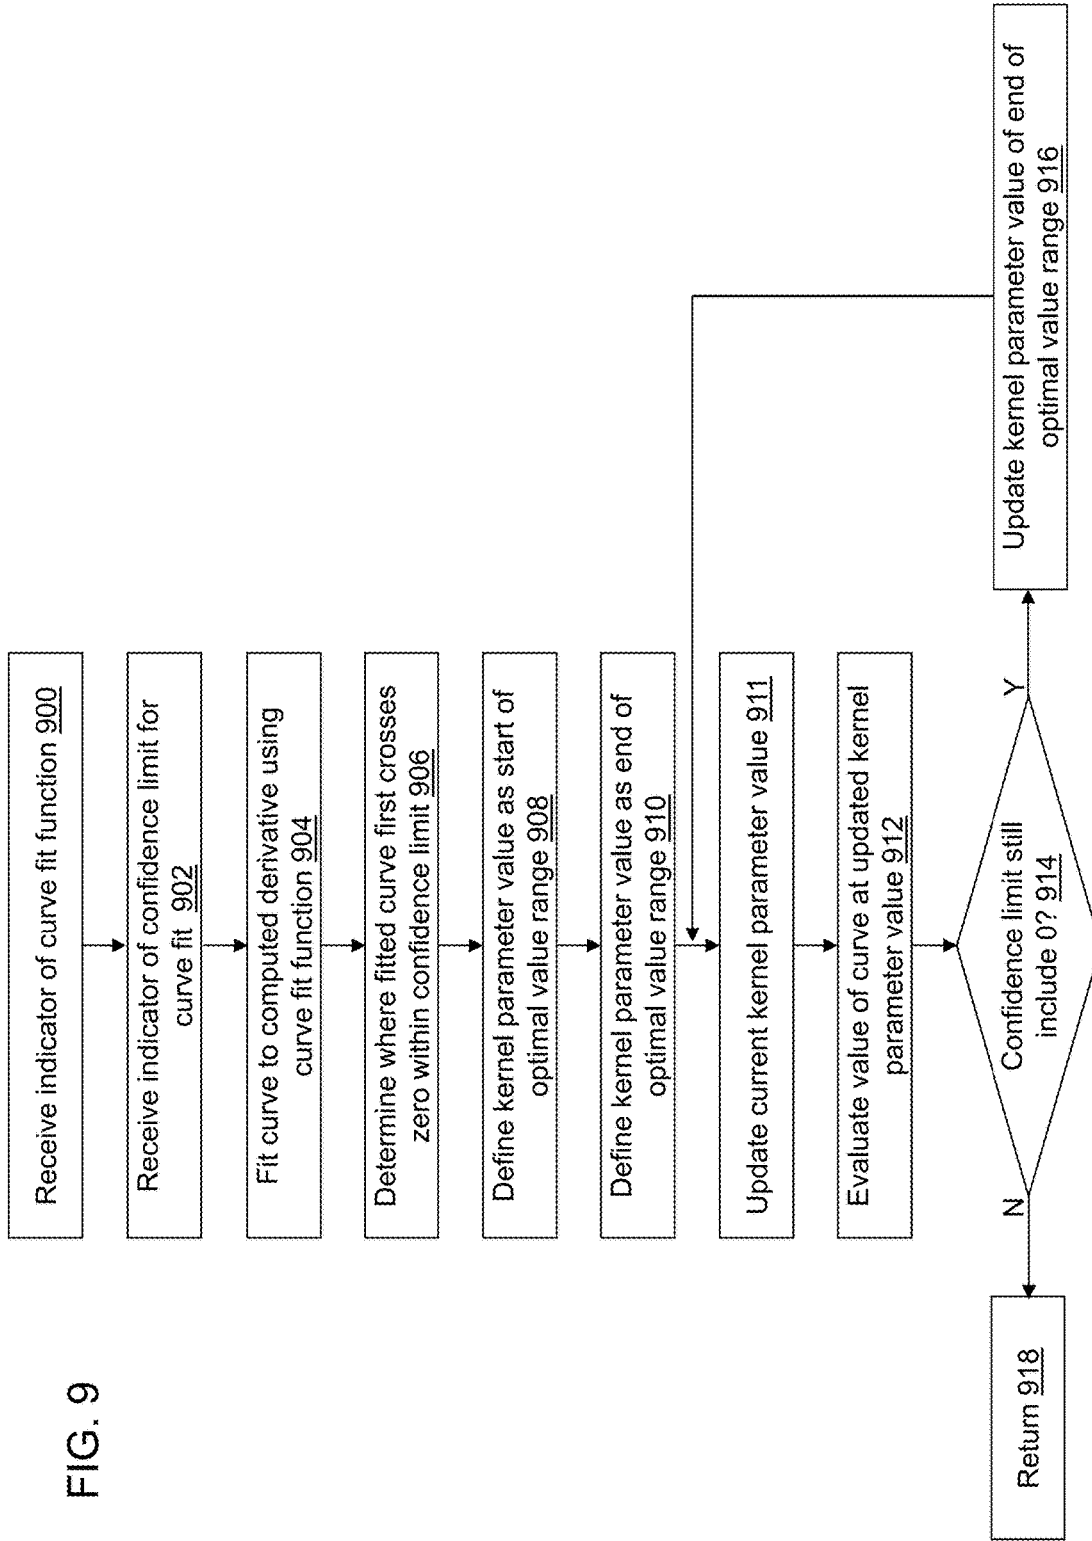 FIG. 9
Receive indicator of curve fit function 900
Receive indicator of confidence limit for
curve fit 902
Fit curve to computed derivative using
curve fit function 904
Determine where fitted curve first crosses
zero within confidence limit 906
Define kernel parameter value as start of
optimal value range 908
Define kernel parameter value as end of
optimal value range 910
Update current kernel parameter value 911
Evaluate value of curve at updated kernel
parameter value 912
Confidence limit still
include 0? 914
N
Y
Return 918
Update kernel parameter value of end of
optimal value range 916